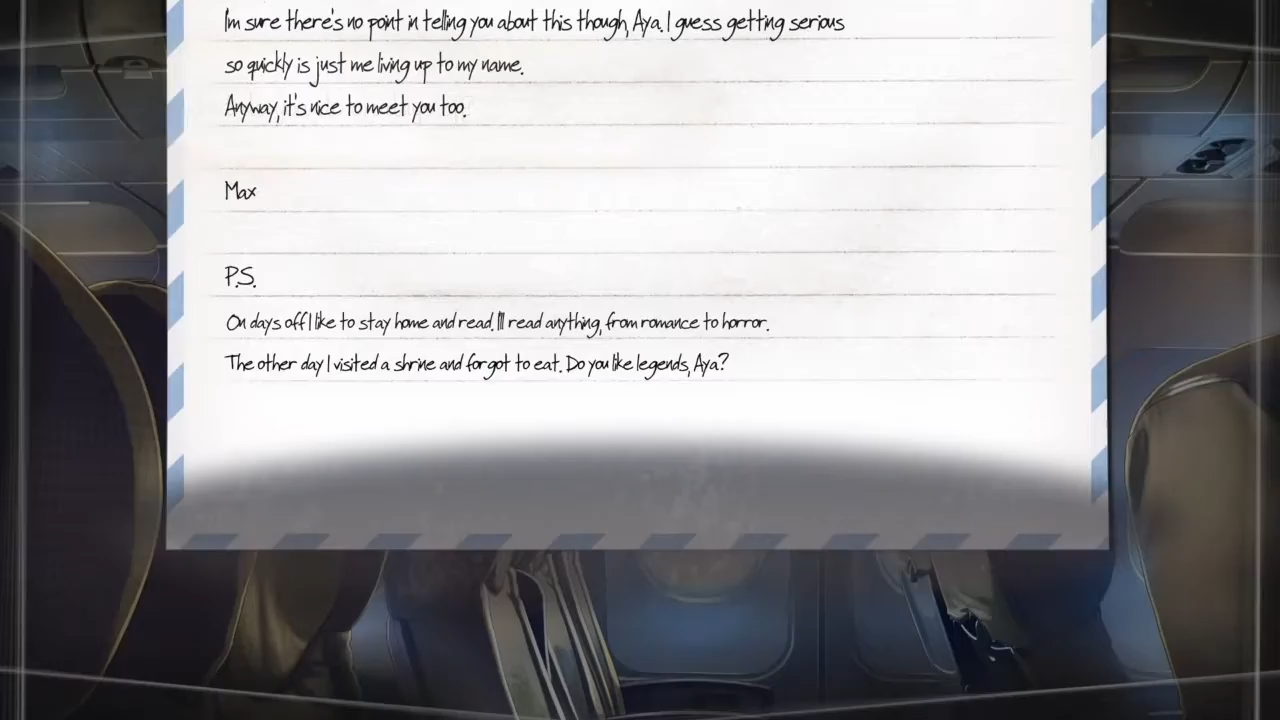 I'm sure there's no point in telling you about this though, Aya. I guess getting serious
so quickly is just me living up to my name.
Anyway, it's nice to meet you too.
Max
P.S.
On days off I like to stay home and read. I'll read anything, from romance to horror.
The other day I visited a shrine and forgot to eat. Do you like legends, Aya?